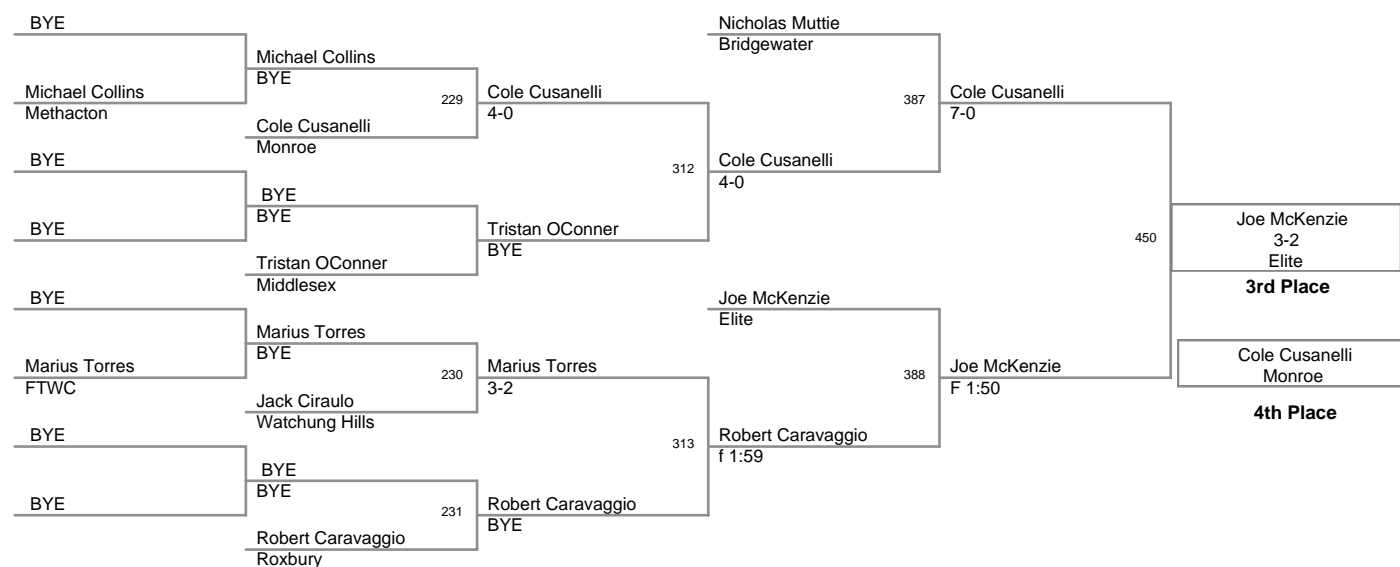 BYE
Michael Collins
Methacton
BYE
BYE
BYE
Marius Torres
FTWC
BYE
BYE
Michael Collins
BYE
229
Cole Cusanelli
Monroe
BYE
BYE
Tristan OConner
Middlesex
Marius Torres
BYE
230
Jack Ciraulo
Watchung Hills
BYE
BYE
231
Robert Caravaggio
Roxbury
Cole Cusanelli
4-0
312
Tristan OConner
BYE
Marius Torres
3-2
313
Robert Caravaggio
BYE
Nicholas Muttie
Bridgewater
387
Cole Cusanelli
4-0
Joe McKenzie
Elite
388
Robert Caravaggio
f 1:59
Cole Cusanelli
7-0
450
Joe McKenzie
F 1:50
Joe McKenzie
3-2
Elite
3rd Place
Cole Cusanelli
Monroe
4th Place